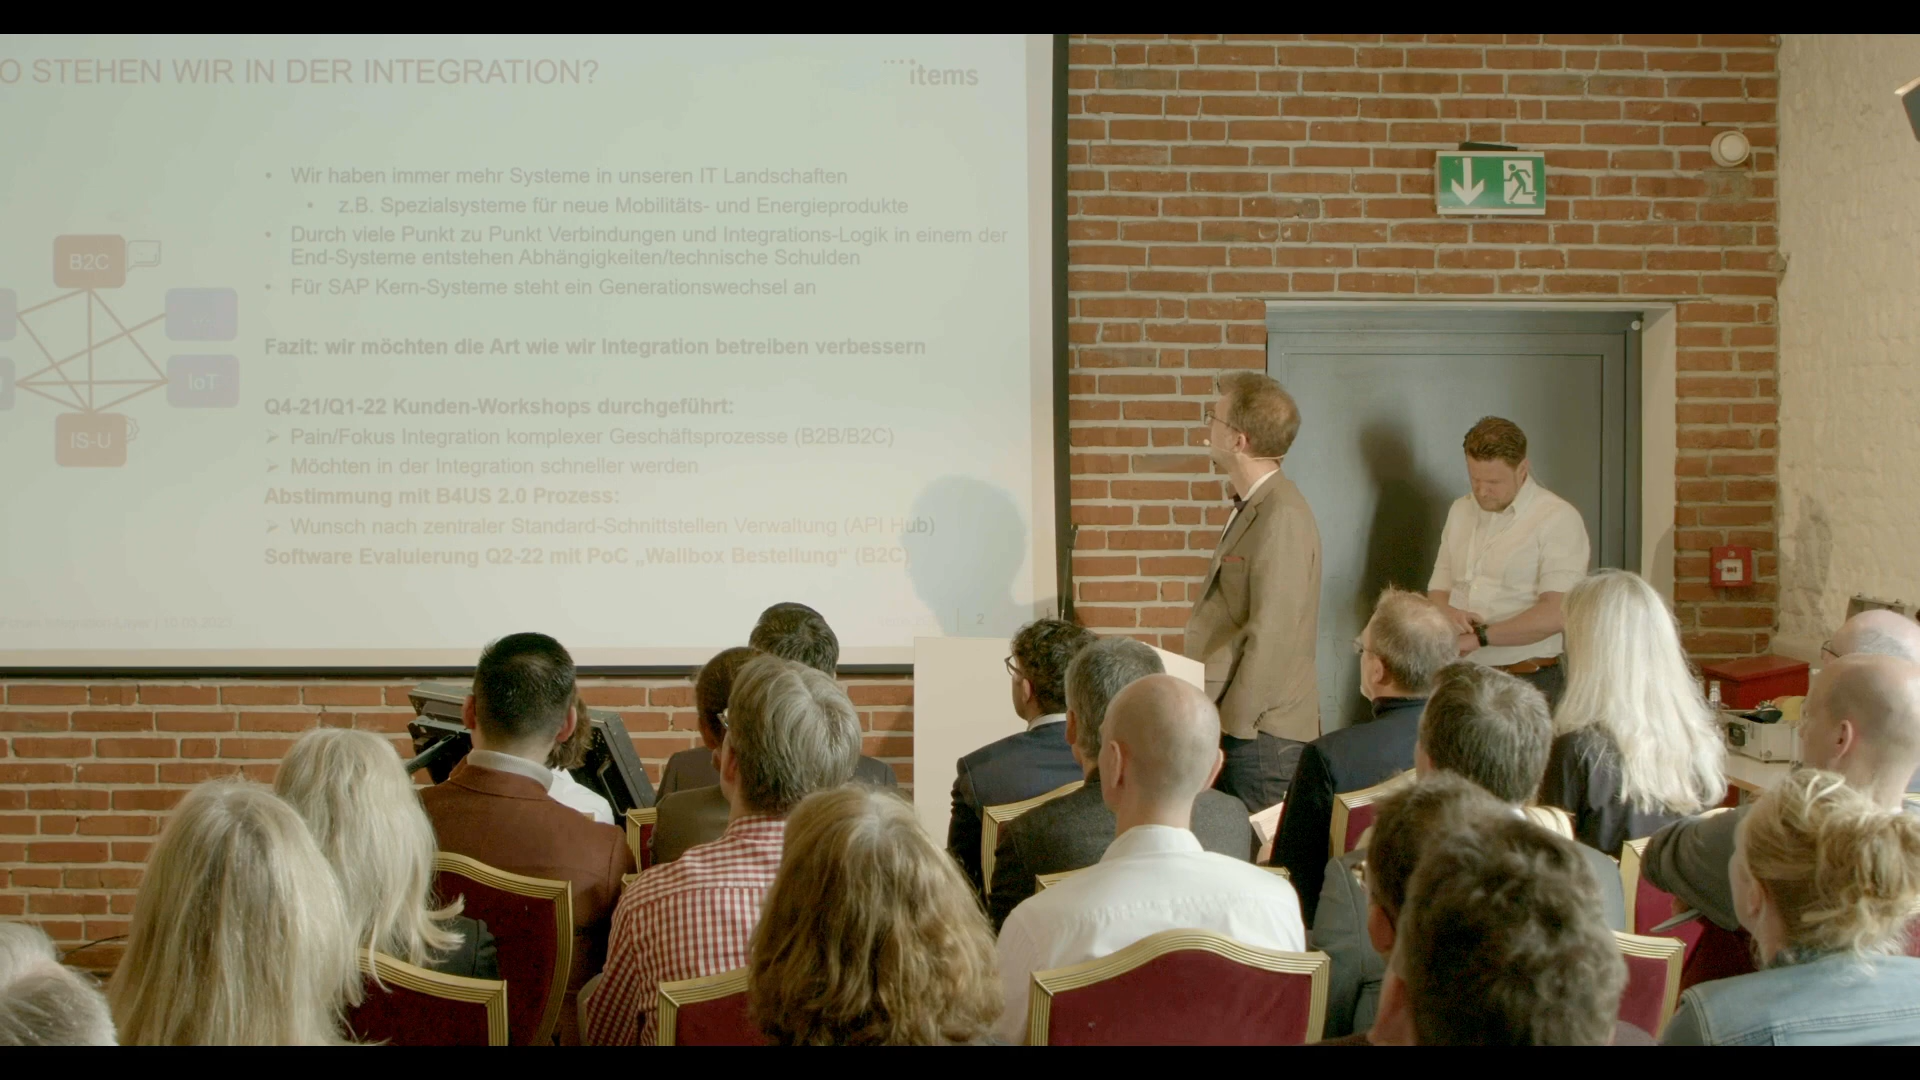 O STEHEN WIR IN DER INTEGRATION?
items
• Wir haben immer mehr Systeme in unseren IT Landschaften
• z.B. Spezialsysteme für neue Mobilitäts- und Energieprodukte
• Durch viele Punkt zu Punkt Verbindungen und Integrations-Logik in einem der
End-Systeme entstehen Abhängigkeiten/technische Schulden
• Für SAP Kern-Systeme steht ein Generationswechsel an
B2C
IoT
IS-U
Fazit: wir möchten die Art wie wir Integration betreiben verbessern
Q4-21/Q1-22 Kunden-Workshops durchgeführt:
➢ Pain/Fokus Integration komplexer Geschäftsprozesse (B2B/B2C)
➢ Möchten in der Integration schneller werden
Abstimmung mit B4US 2.0 Prozess:
➢ Wunsch nach zentraler Standard-Schnittstellen Verwaltung (API Hub)
Software Evaluierung Q2-22 mit PoC „Wallbox Bestellung“ (B2C)
Integration-Layer
2